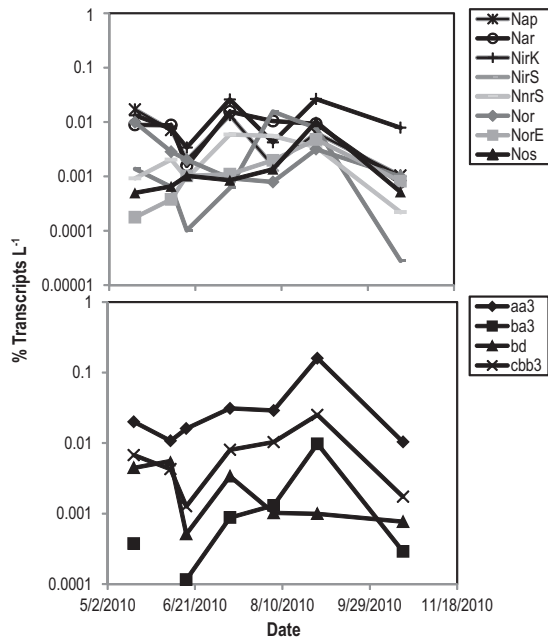 1
0.1
0.01
0.001
0.0001
0.00001
Nap
Nar
NirK
NirS
NnrS
Nor
NorE
Nos
% Transcripts L-1
1
0.1
0.01
0.001
0.0001
aa3
ba3
bd
cbb3
5/2/2010 6/21/2010 8/10/2010 9/29/2010 11/18/2010
Date